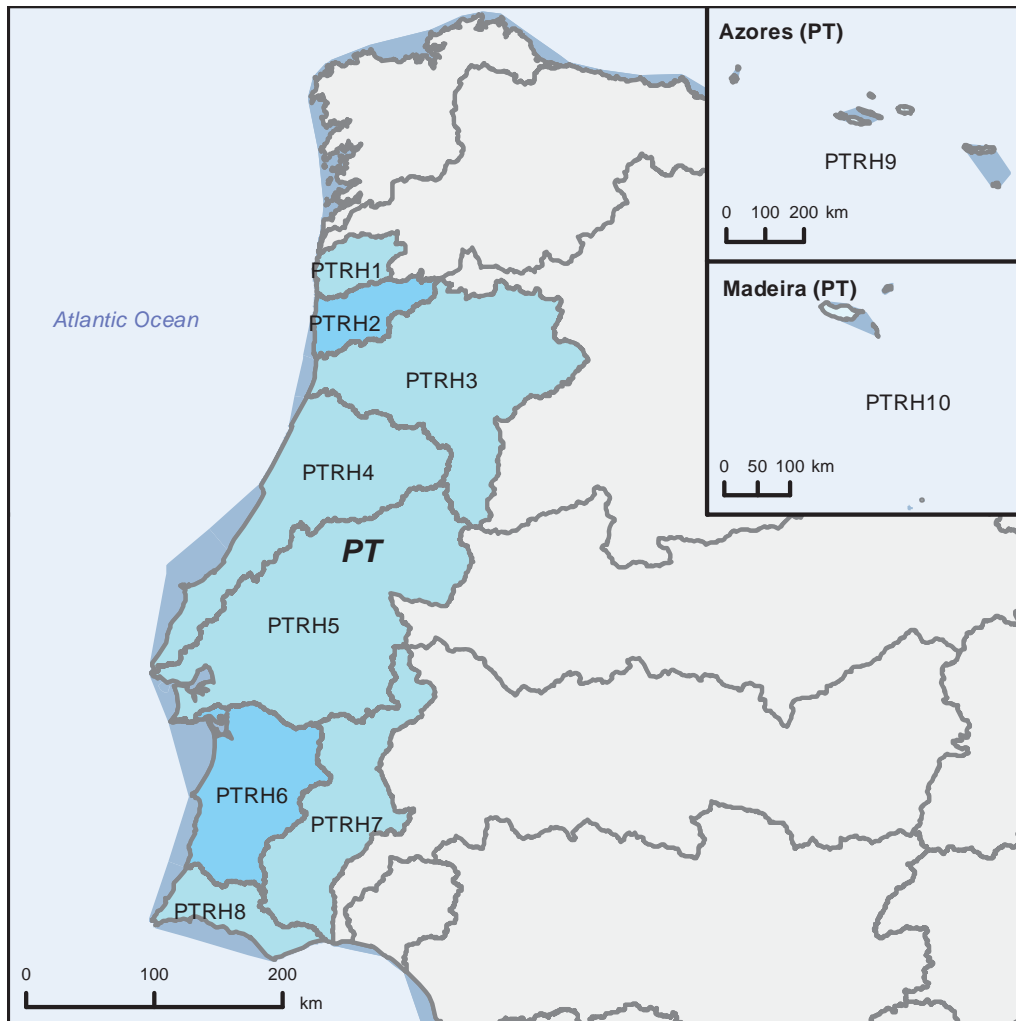 Azores (PT)
PTRH9
0 100 200 km
Madeira (PT)
PTRH10
0 50 100 km
Atlantic Ocean
PTRH1
PTRH2
PTRH3
PTRH4
PT
PTRH5
PTRH6
PTRH7
PTRH8
0 100 200
km